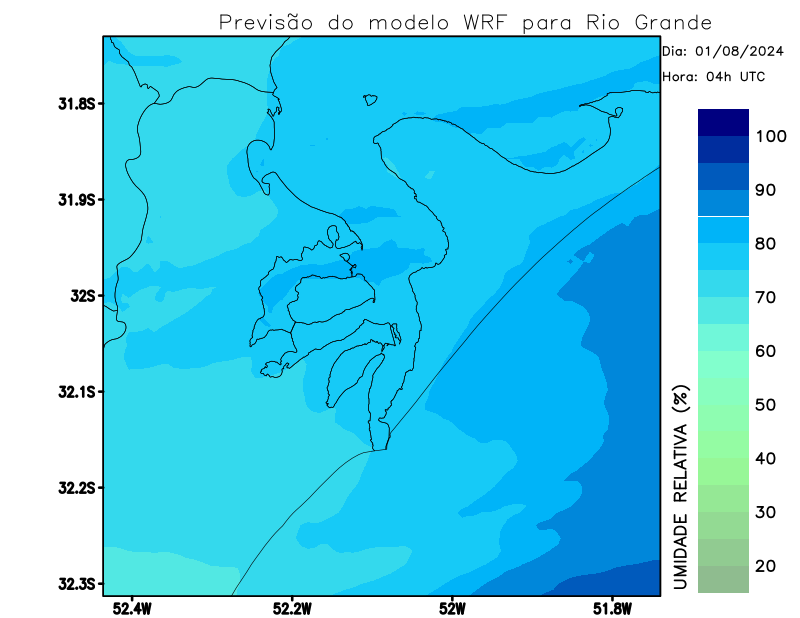 Previsão do modelo WRF para Rio Grande
Dia: 01/08/2024
Hora: 04h UTC
31.8S
31.9S
32S
32.1S
32.2S
32.3S
52.4W 52.2W 52W 51.8W
100
90
80
70
60
50
40
30
20
UMIDADE RELATIVA (%)